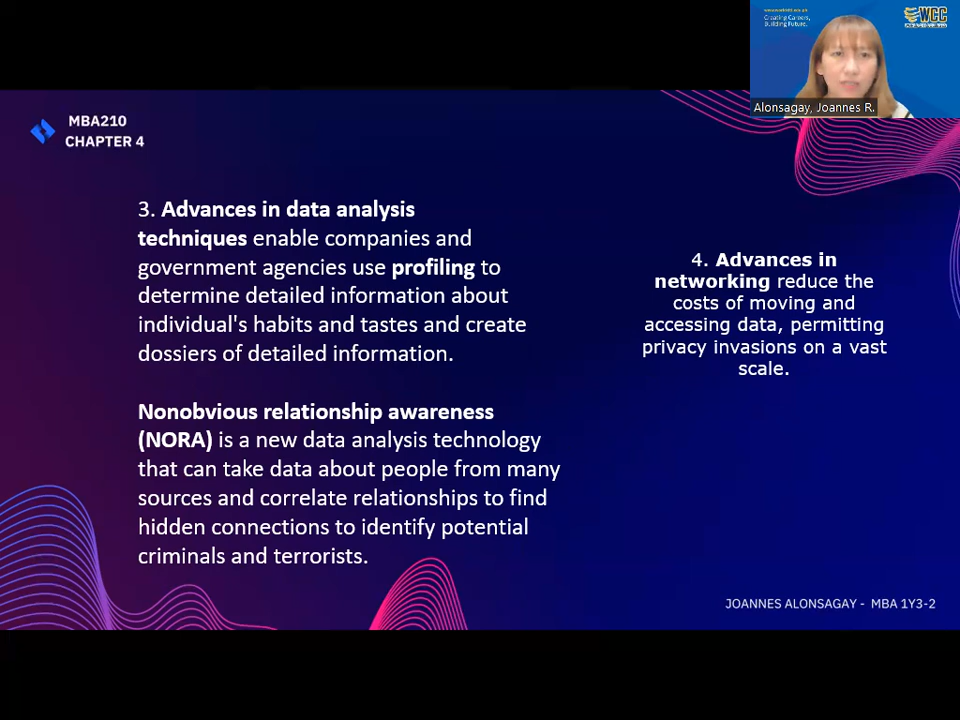 Creating Careers,
Building Future.
WCC
Alonsagay, Joannes R.
MBA210
CHAPTER 4
3. Advances in data analysis
techniques enable companies and
government agencies use profiling to
determine detailed information about
individual's habits and tastes and create
dossiers of detailed information.
Nonobvious relationship awareness
(NORA) is a new data analysis technology
that can take data about people from many
sources and correlate relationships to find
hidden connections to identify potential
criminals and terrorists.
4. Advances in
networking reduce the
costs of moving and
accessing data, permitting
privacy invasions on a vast
scale.
JOANNES ALONSAGAY - MBA 1Y3-2